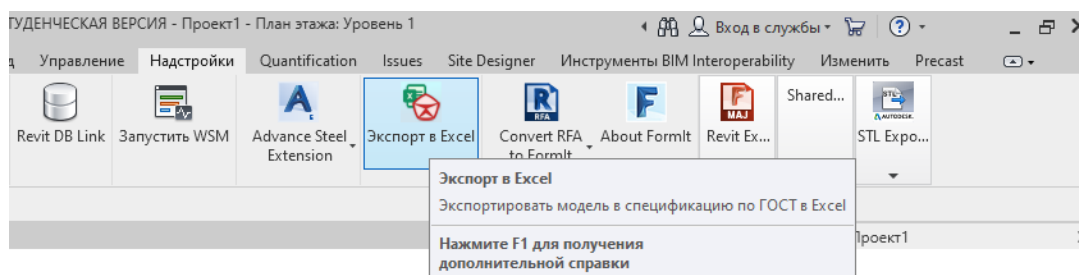 ТУДЕНЧЕСКАЯ ВЕРСИЯ - Проект1 - План этажа: Уровень 1
Вход в службы
Управление Надстройки Quantification Issues Site Designer Инструменты BIM Interoperability Изменить Precast
RFA
MAJ
STL
AUTODESK.
Revit DB Link Запустить WSM Advance Steel Экспорт в Excel Convert RFA About FormIt Revit Ex... Shared... STL Expo...
Extension to FormIt
Экспорт в Excel
Экспортировать модель в спецификацию по ГОСТ в Excel
Проект1
Нажмите F1 для получения
дополнительной справки